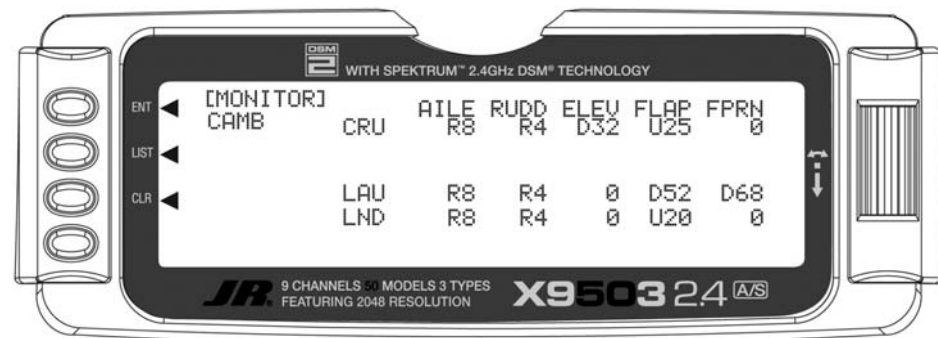 DSM
2 WITH SPEKTRUM™ 2.4GHz DSM® TECHNOLOGY
ENT [MONITOR] AILE RUDD ELEV FLAP FPRN
CAMB CRU R8 R4 D32 U25 0
LIST
CLR LAU R8 R4 0 D52 D68
LND R8 R4 0 U20 0
JR. 9 CHANNELS 50 MODELS 3 TYPES
FEATURING 2048 RESOLUTION
X9503 2.4 A/S